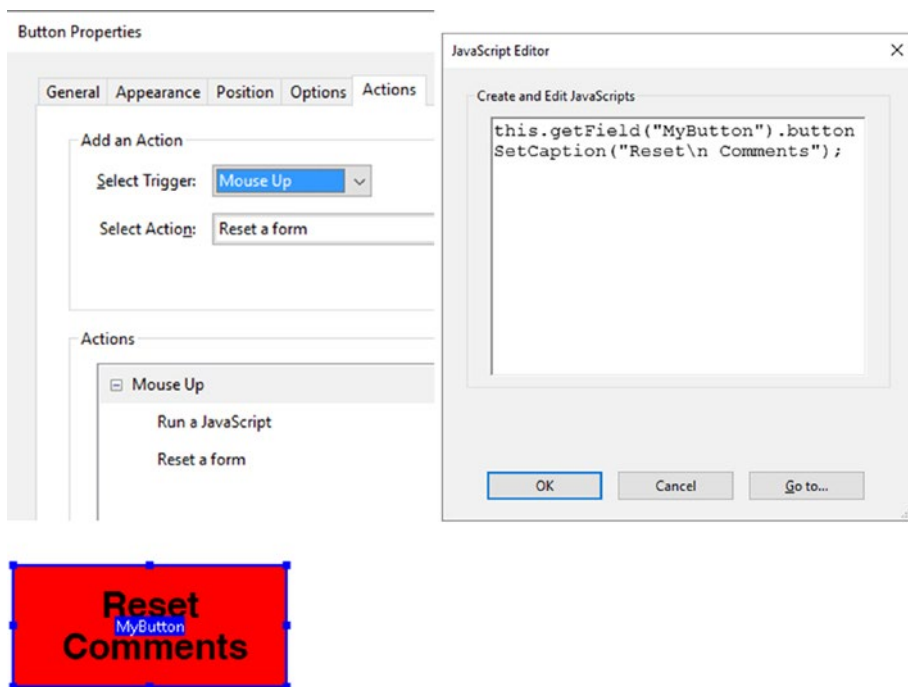 Button Properties
General Appearance Position Options Actions
Add an Action
Select Trigger: Mouse Up
Select Action: Reset a form
Actions
Mouse Up
Run a JavaScript
Reset a form
JavaScript Editor
Create and Edit JavaScripts
this.getField("MyButton").button
SetCaption("Reset\n Comments");
OK Cancel Go to...
Reset
MyButton
Comments